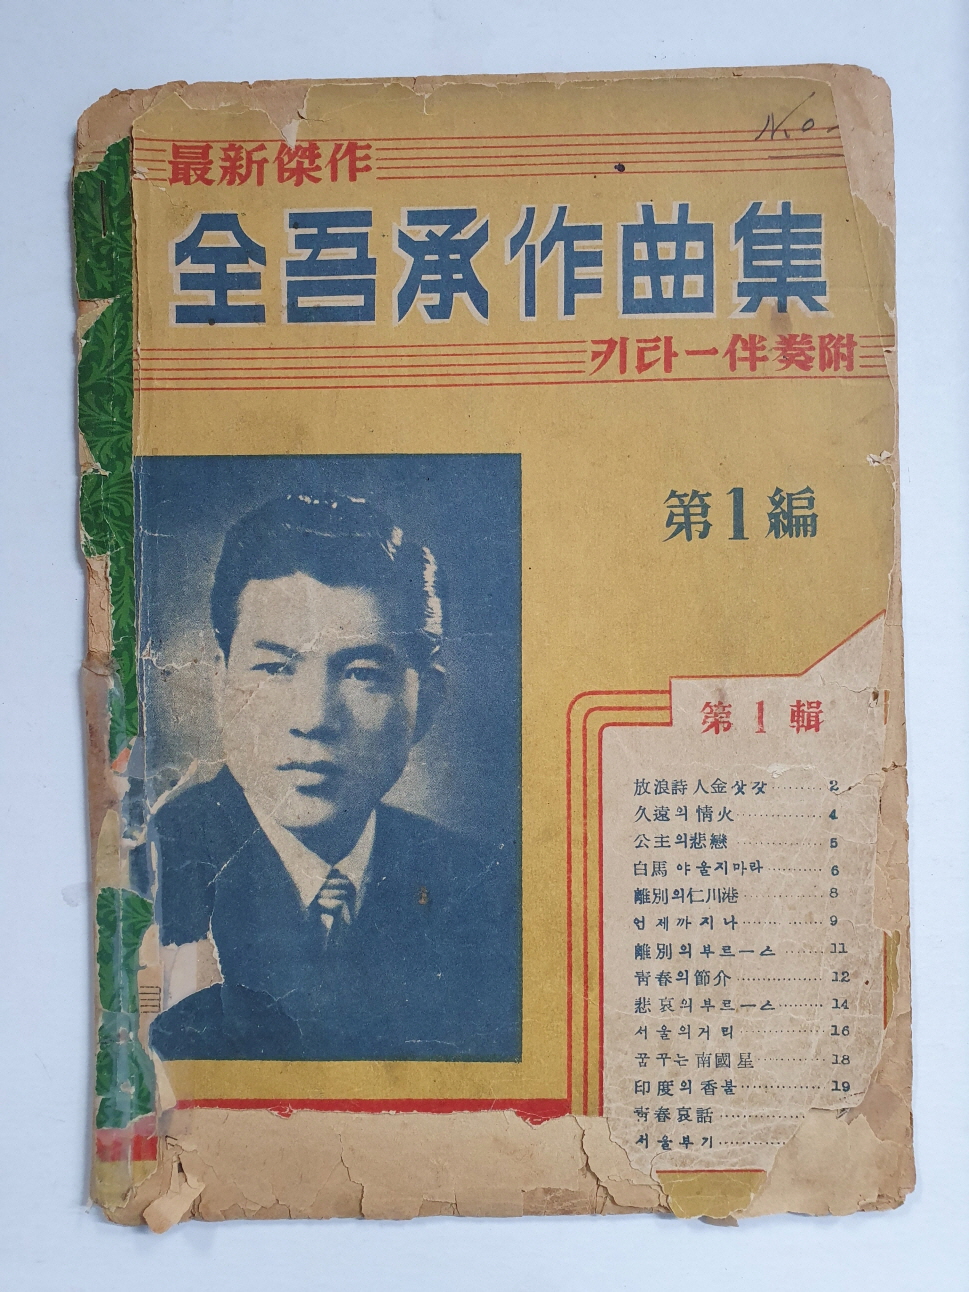 No
最新傑作
全吾承作曲集
키타ー伴奏附
第1編
第1輯
放浪詩人金삿갓 ········· 2
久遠의情火 ··············· 4
公主의悲戀 ··············· 5
白馬야울지마라 ··········· 6
離別의仁川港 ············· 8
언제까지나 ··············· 9
離別의부르ー스 ······ 11
靑春의節介 ··············· 12
悲哀의부르ー스 ········ 14
서울의거리 ··············· 16
꿈꾸는南國星 ············ 18
印度의香불 ··············· 19
靑春哀話 ···············
서울부기 ············